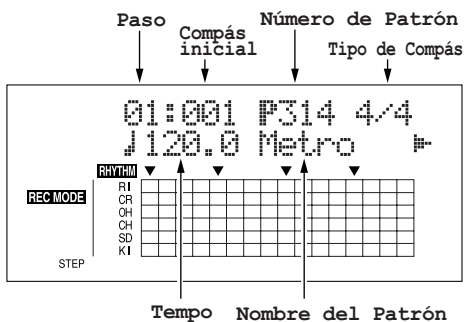 Paso
Compás inicial
Número de Patrón
Tipo de Compás
01:001 P314 4/4
♩120.0 Metro
RHYTHM
REC MODE
RI
CR
OH
CH
SD
KI
STEP
Tempo
Nombre del Patrón